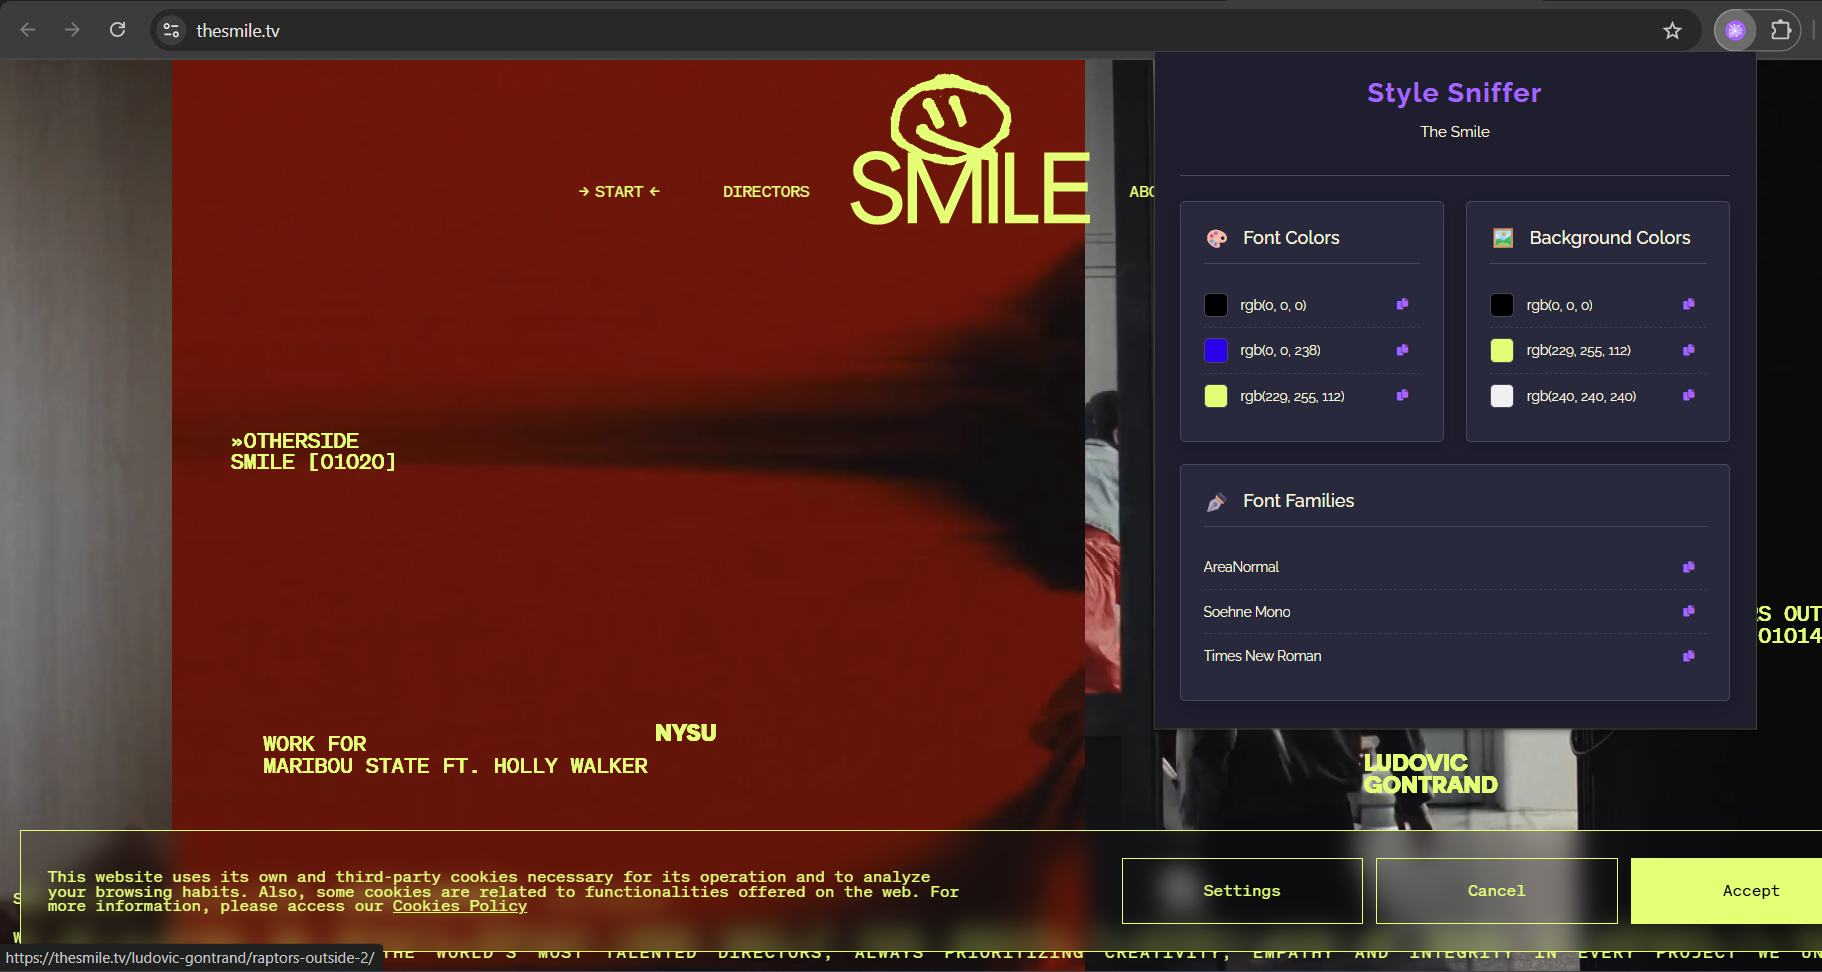 thesmile.tv
SMILE
→ START ←
DIRECTORS
»OTHERSIDE
SMILE [01020]
WORK FOR
MARIBOU STATE FT. HOLLY WALKER
NYSU
LUDOVIC
GONTRAND
Style Sniffer
The Smile
Font Colors
rgb(0, 0, 0)
rgb(0, 0, 238)
rgb(229, 255, 112)
Background Colors
rgb(0, 0, 0)
rgb(229, 255, 112)
rgb(240, 240, 240)
Font Families
AreaNormal
Soehne Mono
Times New Roman
OUT
01014
This website uses its own and third-party cookies necessary for its operation and to analyze
your browsing habits. Also, some cookies are related to functionalities offered on the web. For
more information, please access our Cookies Policy
Settings
Cancel
Accept
https://thesmile.tv/ludovic-gontrand/raptors-outside-2/
THE WORLD'S MOST TALENTED DIRECTORS, ALWAYS PRIORITIZING CREATIVITY, EMPATHY AND INTEGRITY IN EVERY PROJECT WE